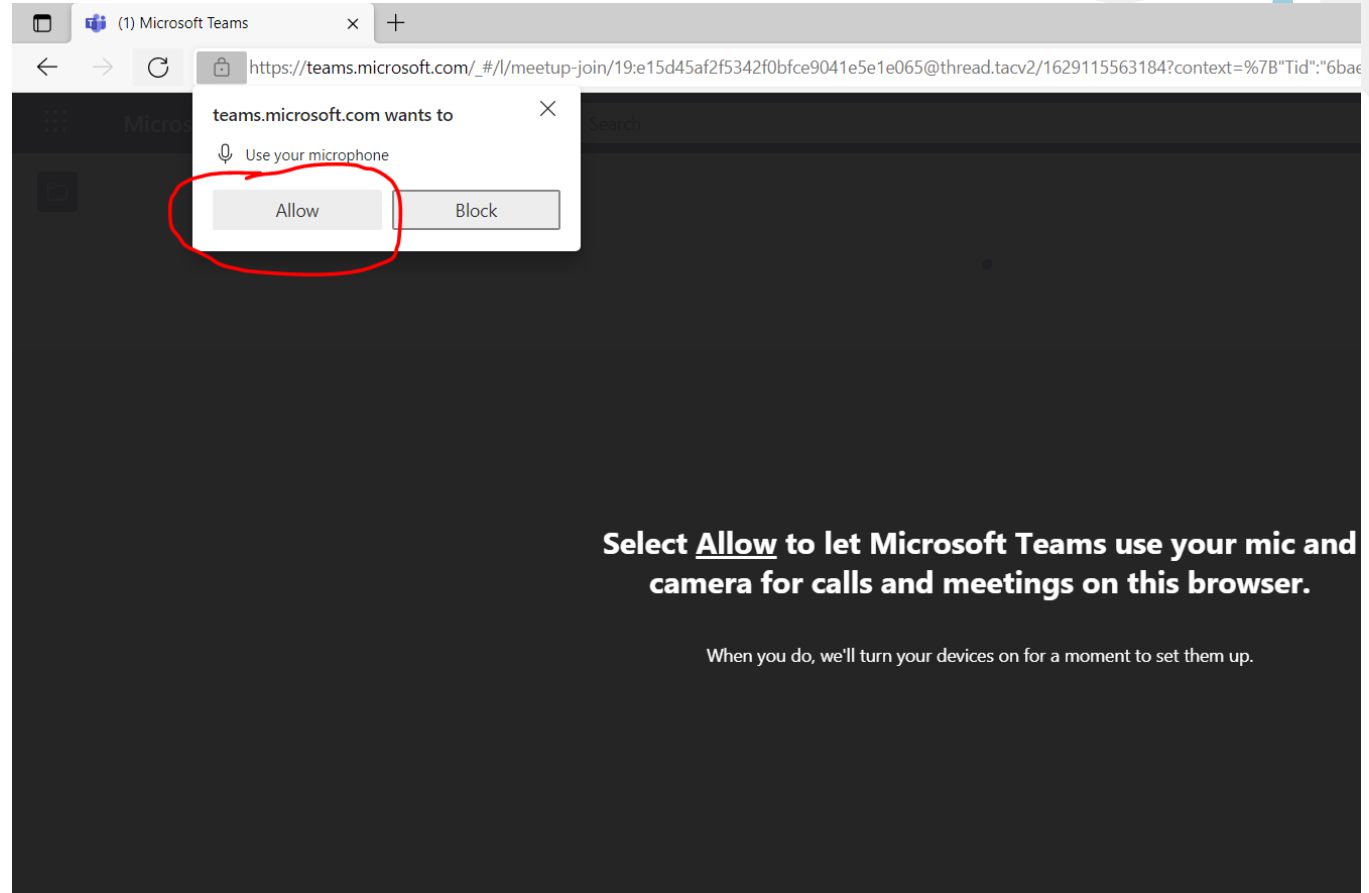 (1) Microsoft Teams
https://teams.microsoft.com/_#/l/meetup-join/19:e15d45af2f5342f0bfce9041e5e1e065@thread.tacv2/1629115563184?context=%7B"Tid":"6bae
Micros
Search
teams.microsoft.com wants to
Use your microphone
Allow
Block
Select Allow to let Microsoft Teams use your mic and
camera for calls and meetings on this browser.
When you do, we'll turn your devices on for a moment to set them up.